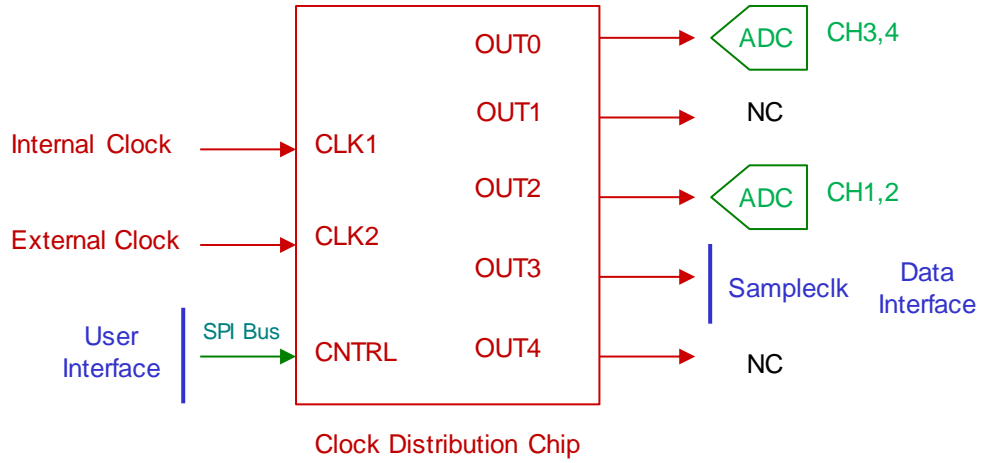 OUT0
ADC
CH3,4
OUT1
NC
Internal Clock
CLK1
OUT2
ADC
CH1,2
External Clock
CLK2
OUT3
Sampleclk
Data
Interface
User
Interface
SPI Bus
CNTRL
OUT4
NC
Clock Distribution Chip